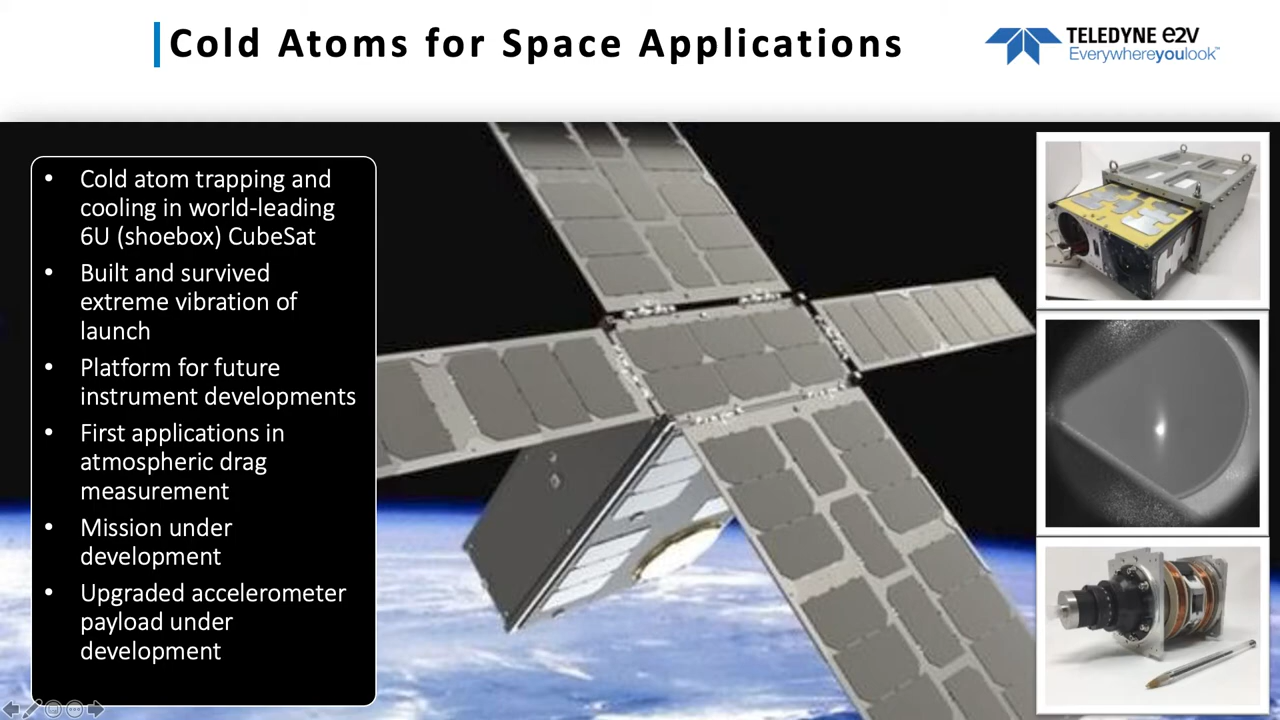 Cold Atoms for Space Applications
TELEDYNE e2v
Everywhereyoulook™
• Cold atom trapping and
cooling in world-leading
6U (shoebox) CubeSat
• Built and survived
extreme vibration of
launch
• Platform for future
instrument developments
• First applications in
atmospheric drag
measurement
• Mission under
development
• Upgraded accelerometer
payload under
development